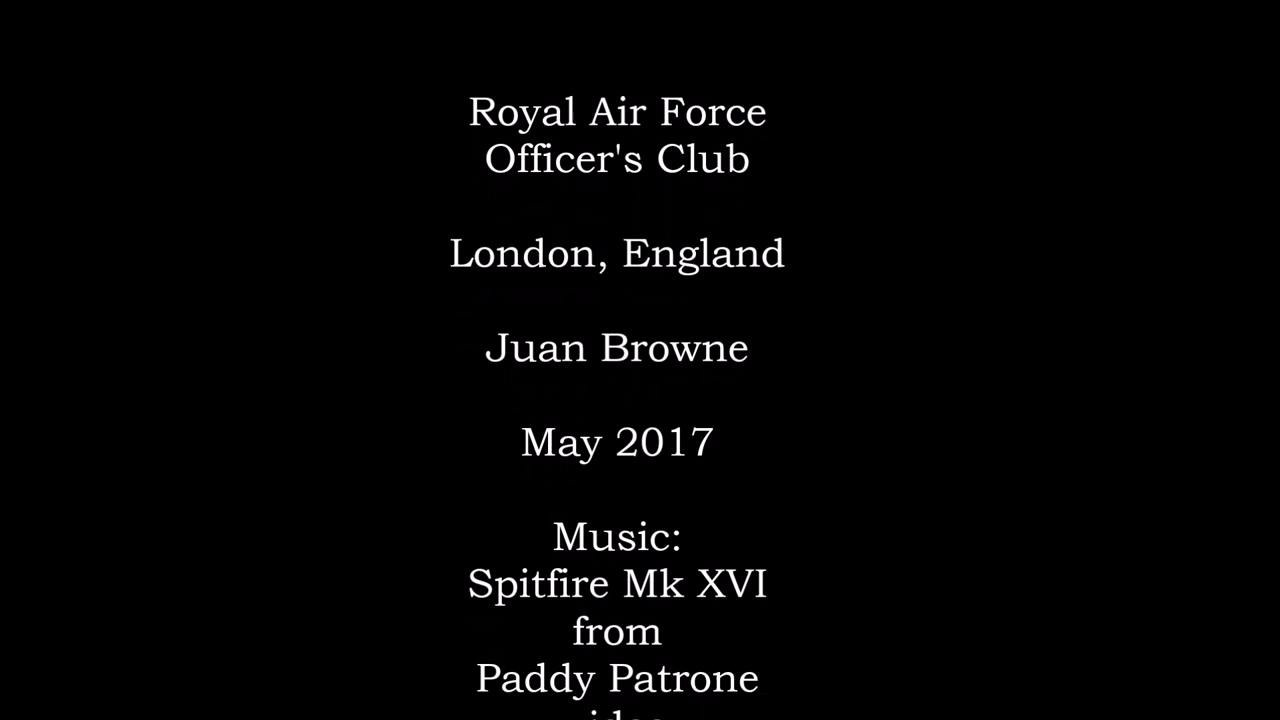 Royal Air Force
Officer's Club
London, England
Juan Browne
May 2017
Music:
Spitfire Mk XVI
from
Paddy Patrone